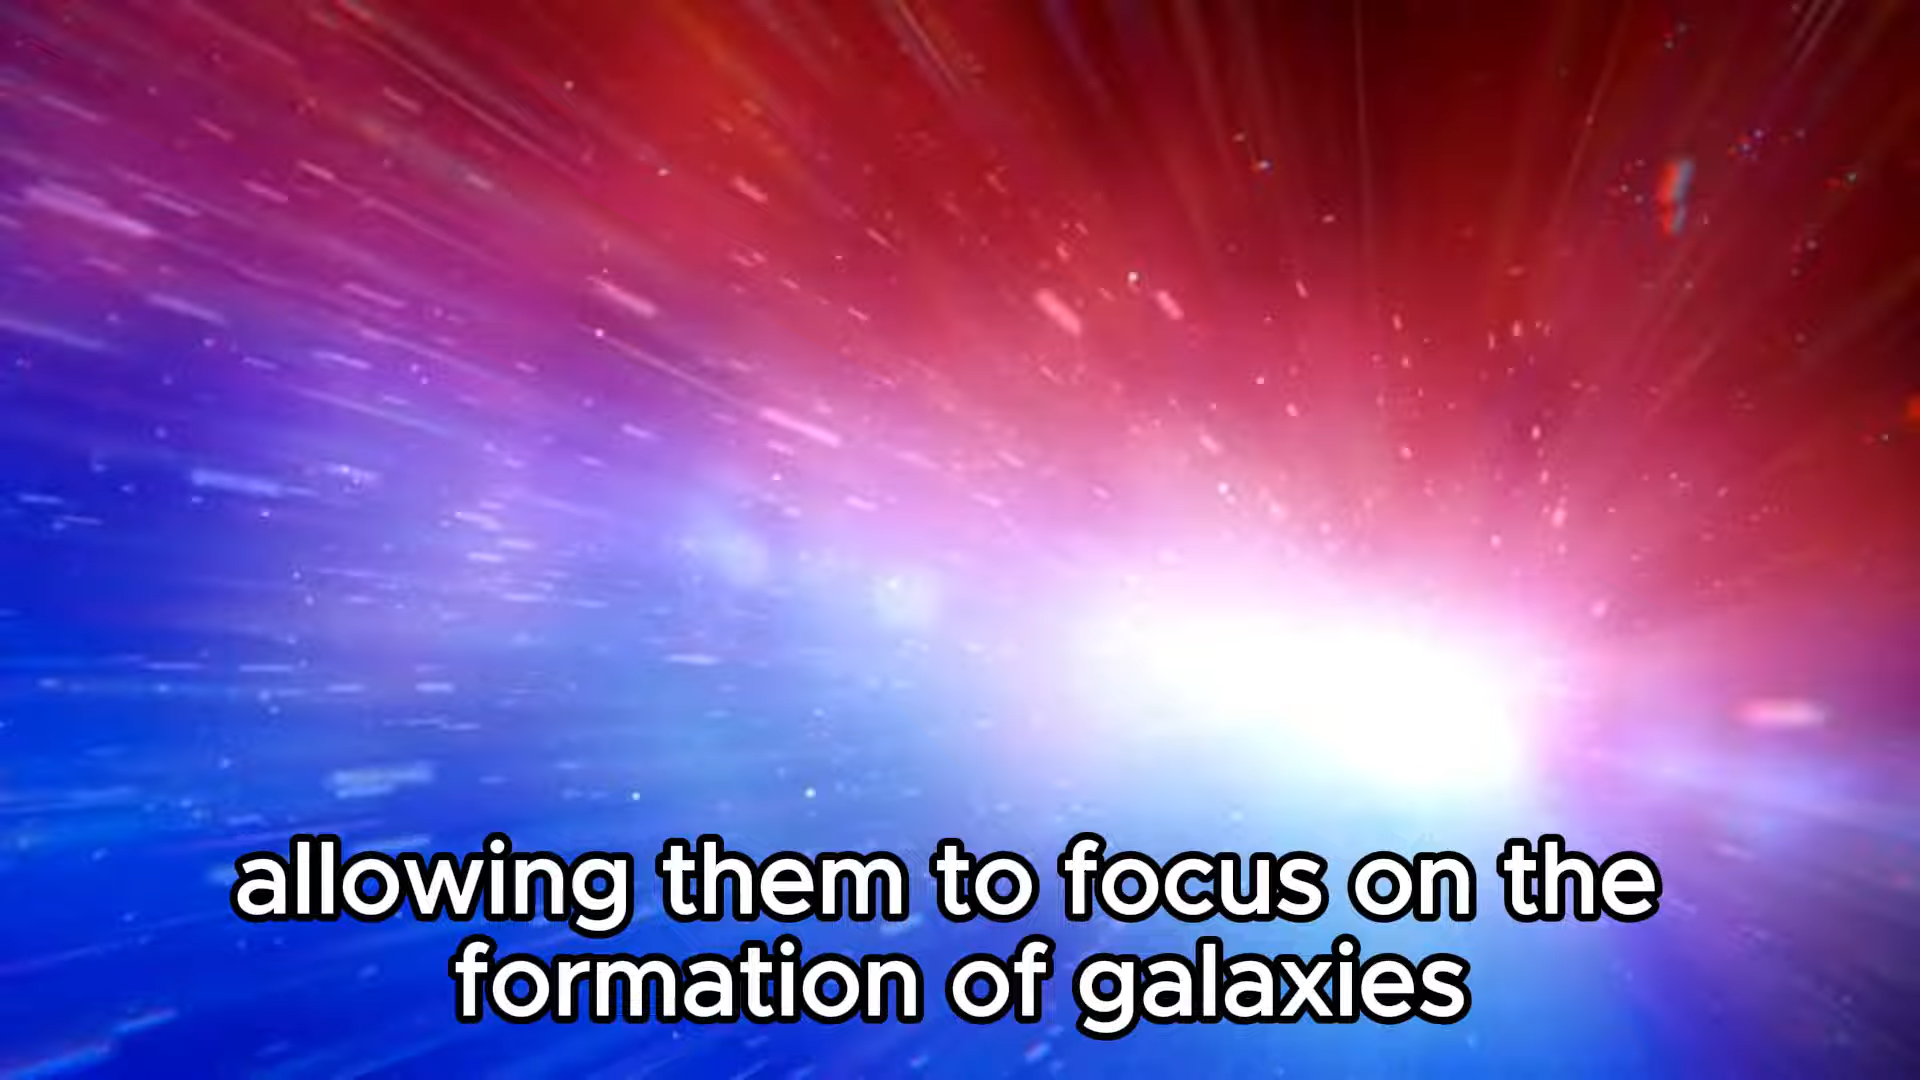 allowing them to focus on the
formation of galaxies